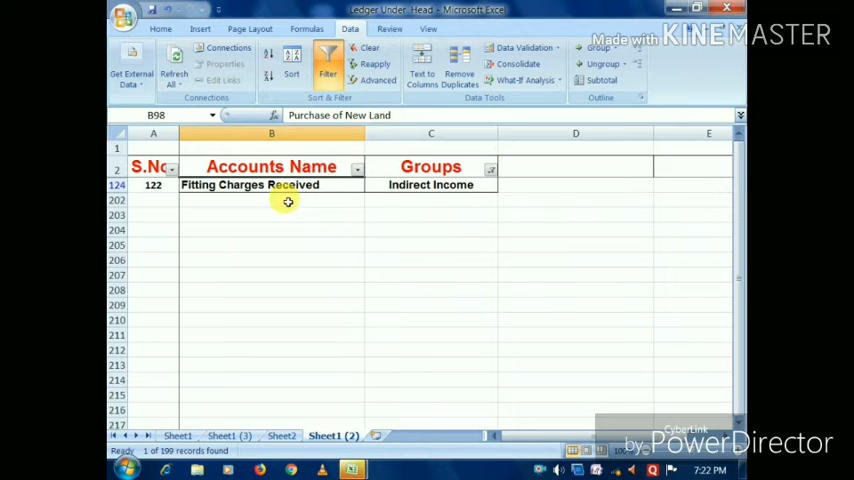 Ledger Under Head - Microsoft Excel
Made with KINEMASTER
Home Insert Page Layout Formulas Data Review View
Get External Data
Refresh All
Connections
Properties
Edit Links
Connections
Sort
Filter
Clear
Reapply
Advanced
Sort & Filter
Text to Columns
Remove Duplicates
Data Validation
Consolidate
What-If Analysis
Data Tools
Group
Ungroup
Subtotal
Outline
B98 fx Purchase of New Land
A B C D E
1
2 S.No Accounts Name Groups
124 122 Fitting Charges Received Indirect Income
202
203
204
205
206
207
208
209
210
211
212
213
214
215
216
217
Sheet1 Sheet1 (3) Sheet2 Sheet1 (2)
Ready 1 of 199 records found
CyberLink
by PowerDirector
7:22 PM